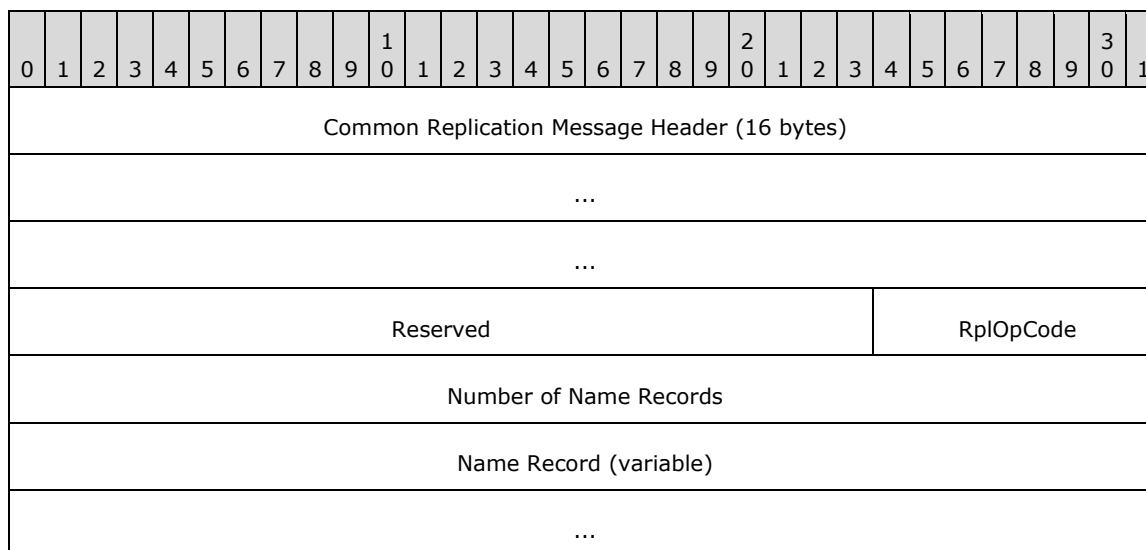 1 2 3
0 1 2 3 4 5 6 7 8 9 0 1 2 3 4 5 6 7 8 9 0 1 2 3 4 5 6 7 8 9 0 1
Common Replication Message Header (16 bytes)
...
...
Reserved RplOpCode
Number of Name Records
Name Record (variable)
...